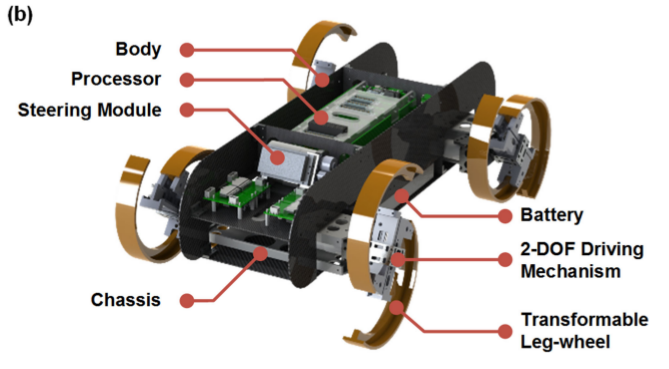 (b)
Body
Processor
Steering Module
Chassis
Battery
2-DOF Driving
Mechanism
Transformable
Leg-wheel